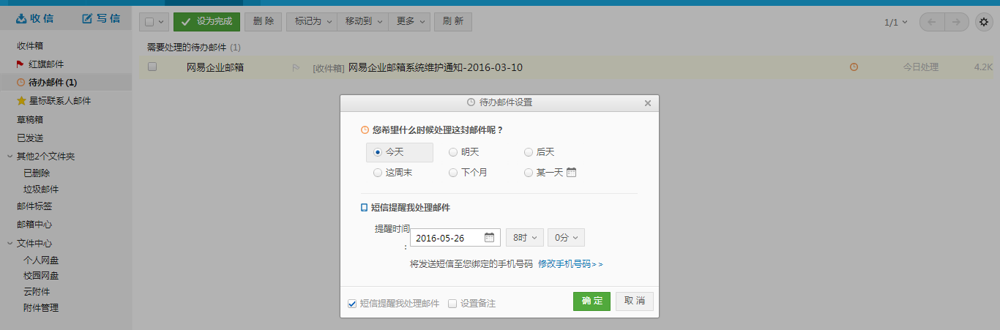 收 信 写 信
设为完成 删 除 标记为 移动到 更多 刷 新 1/1
收件箱
红旗邮件
待办邮件 (1)
星标联系人邮件
草稿箱
已发送
其他2个文件夹
已删除
垃圾邮件
邮件标签
邮箱中心
文件中心
个人网盘
校园网盘
云附件
附件管理
需要处理的待办邮件 (1)
网易企业邮箱 [收件箱] 网易企业邮箱系统维护通知-2016-03-10 今日处理 4.2K
待办邮件设置
您希望什么时候处理这封邮件呢？
今天 明天 后天
这周末 下个月 某一天
短信提醒我处理邮件
提醒时间
: 2016-05-26 8时 0分
将发送短信至您绑定的手机号码 修改手机号码>>
短信提醒我处理邮件 设置备注 确 定 取 消